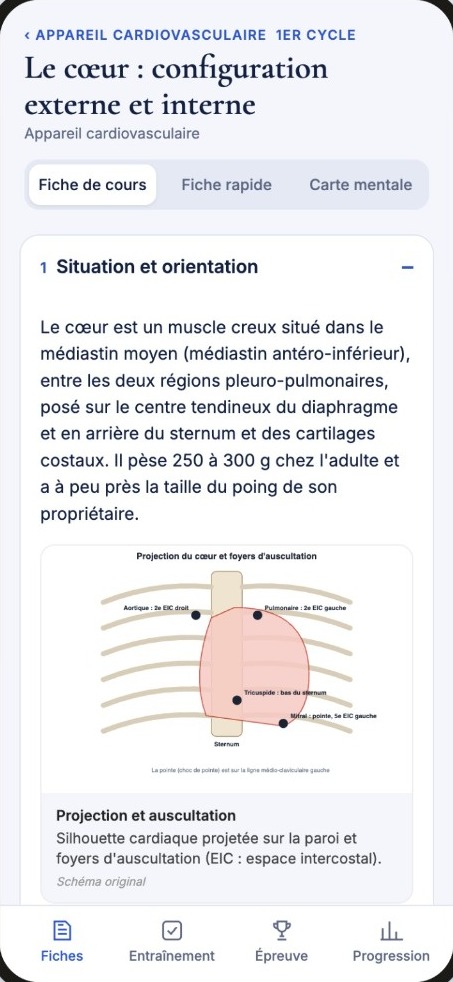 ‹ APPAREIL CARDIOVASCULAIRE 1ER CYCLE
Le cœur : configuration
externe et interne
Appareil cardiovasculaire
Fiche de cours
Fiche rapide
Carte mentale
1 Situation et orientation
Le cœur est un muscle creux situé dans le
médiastin moyen (médiastin antéro-inférieur),
entre les deux régions pleuro-pulmonaires,
posé sur le centre tendineux du diaphragme
et en arrière du sternum et des cartilages
costaux. Il pèse 250 à 300 g chez l'adulte et
a à peu près la taille du poing de son
propriétaire.
Projection du cœur et foyers d'auscultation
Aortique : 2e EIC droit
Pulmonaire : 2e EIC gauche
Tricuspide : bas du sternum
Mitral : pointe, 5e EIC gauche
Sternum
La pointe (choc de pointe) est sur la ligne médio-claviculaire gauche
Projection et auscultation
Silhouette cardiaque projetée sur la paroi et
foyers d'auscultation (EIC : espace intercostal).
Schéma original
Fiches
Entraînement
Épreuve
Progression